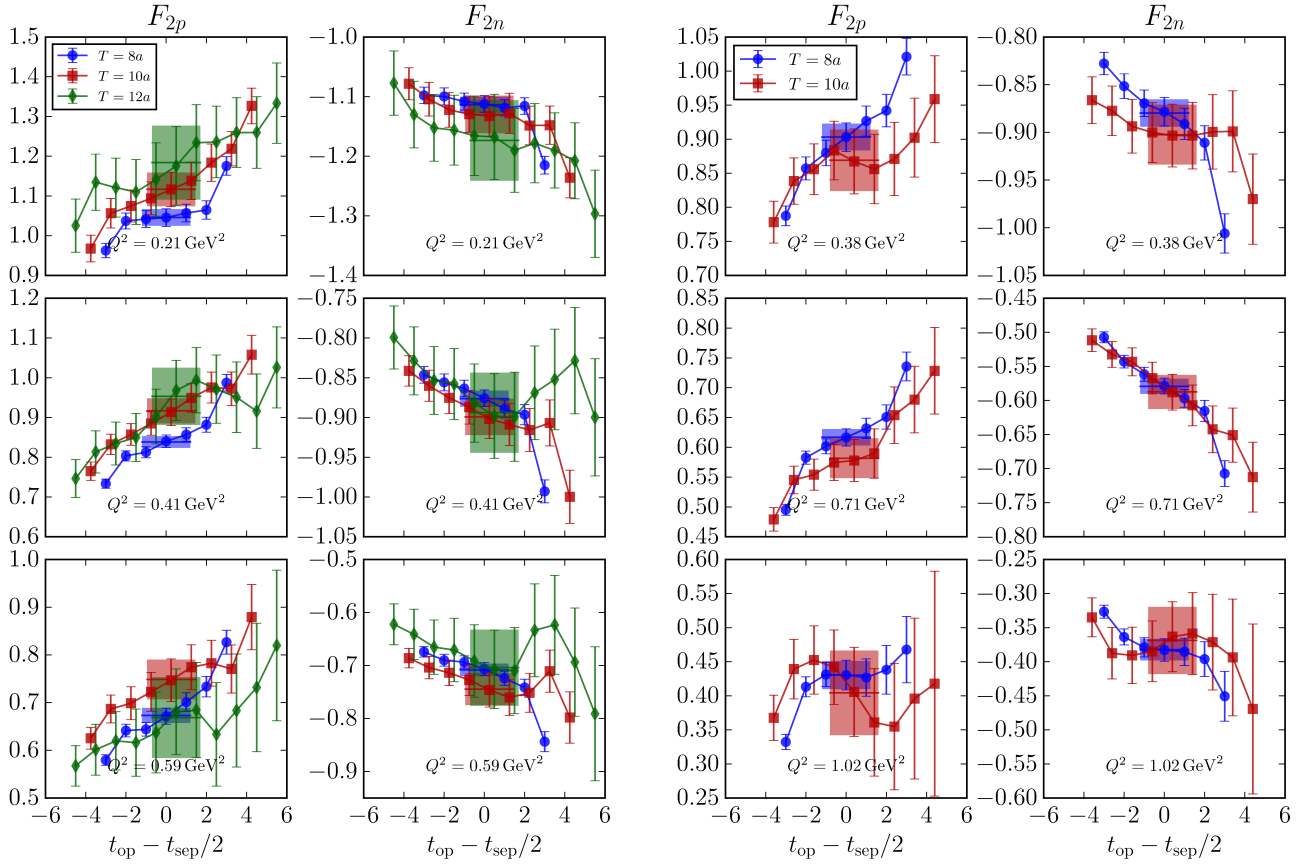 F2p
F2n
F2p
F2n
T = 8a
T = 10a
T = 12a
T = 8a
T = 10a
1.5
1.4
1.3
1.2
1.1
1.0
0.9
Q² = 0.21 GeV²
−1.0
−1.1
−1.2
−1.3
−1.4
Q² = 0.21 GeV²
1.05
1.00
0.95
0.90
0.85
0.80
0.75
0.70
Q² = 0.38 GeV²
−0.80
−0.85
−0.90
−0.95
−1.00
−1.05
Q² = 0.38 GeV²
1.2
1.1
1.0
0.9
0.8
0.7
0.6
Q² = 0.41 GeV²
−0.75
−0.80
−0.85
−0.90
−0.95
−1.00
−1.05
Q² = 0.41 GeV²
0.85
0.80
0.75
0.70
0.65
0.60
0.55
0.50
0.45
Q² = 0.71 GeV²
−0.45
−0.50
−0.55
−0.60
−0.65
−0.70
−0.75
−0.80
Q² = 0.71 GeV²
1.0
0.9
0.8
0.7
0.6
0.5
Q² = 0.59 GeV²
−0.5
−0.6
−0.7
−0.8
−0.9
Q² = 0.59 GeV²
0.60
0.55
0.50
0.45
0.40
0.35
0.30
0.25
Q² = 1.02 GeV²
−0.25
−0.30
−0.35
−0.40
−0.45
−0.50
−0.55
−0.60
Q² = 1.02 GeV²
−6 −4 −2 0 2 4 6
−4 −2 0 2 4 6
−6 −4 −2 0 2 4 6
−4 −2 0 2 4 6
t_op − t_sep/2
t_op − t_sep/2
t_op − t_sep/2
t_op − t_sep/2